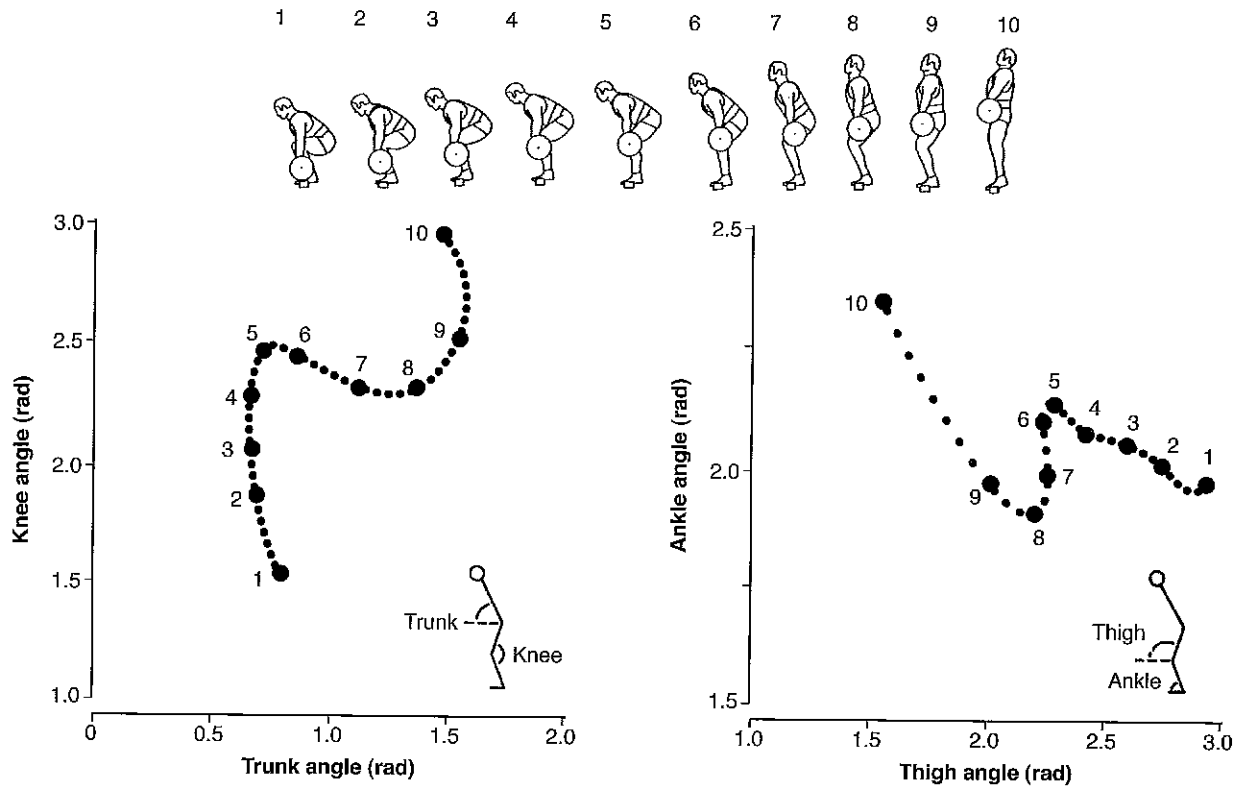 1 2 3 4 5 6 7 8 9 10
3.0
2.5
2.0
1.5
1.0
Knee angle (rad)
10
9
8
7
6
5
4
3
2
1
Trunk
Knee
0 0.5 1.0 1.5 2.0
Trunk angle (rad)
2.5
2.0
1.5
Ankle angle (rad)
10
5
6
4
3
2
1
7
9
8
Thigh
Ankle
1.0 1.5 2.0 2.5 3.0
Thigh angle (rad)